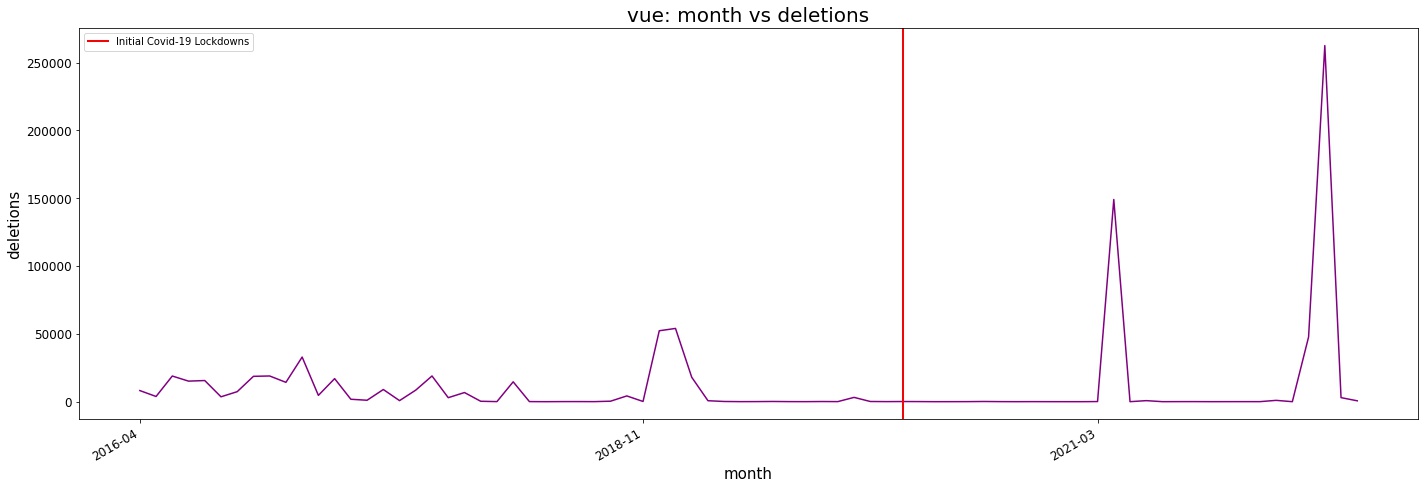 vue: month vs deletions
Initial Covid-19 Lockdowns
250000
200000
150000
100000
50000
0
deletions
2016-04
2018-11
2021-03
month